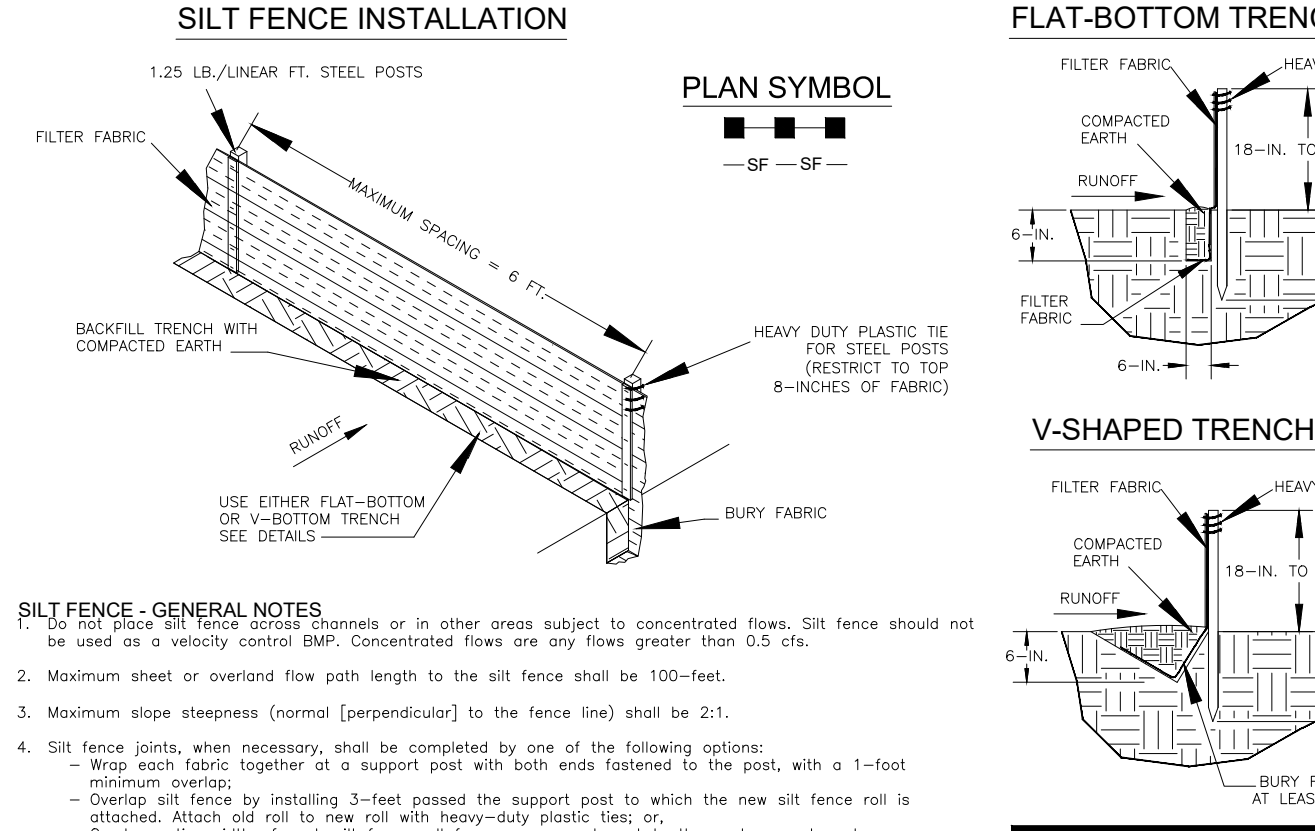 SILT FENCE INSTALLATION
1.25 LB./LINEAR FT. STEEL POSTS
FILTER FABRIC
MAXIMUM SPACING = 6 FT.
BACKFILL TRENCH WITH
COMPACTED EARTH
RUNOFF
USE EITHER FLAT-BOTTOM
OR V-BOTTOM TRENCH
SEE DETAILS
HEAVY DUTY PLASTIC TIE
FOR STEEL POSTS
(RESTRICT TO TOP
8-INCHES OF FABRIC)
BURY FABRIC
PLAN SYMBOL
SF SF
FLAT-BOTTOM
FILTER FABRIC
COMPACTED
EARTH
18-IN. TO
RUNOFF
6-IN.
FILTER
FABRIC
6-IN.
V-SHAPED TRENCH
FILTER FABRIC
COMPACTED
EARTH
18-IN. TO
RUNOFF
6-IN.
BURY
AT
SILT FENCE - GENERAL NOTES
1. Do not place silt fence across channels or in other areas subject to concentrated flows. Silt fence should not
be used as a velocity control BMP. Concentrated flows are any flows greater than 0.5 cfs.
2. Maximum sheet or overland flow path length to the silt fence shall be 100-feet.
3. Maximum slope steepness (normal [perpendicular] to the fence line) shall be 2:1.
4. Silt fence joints, when necessary, shall be completed by one of the following options:
- Wrap each fabric together at a support post with both ends fastened to the post, with a 1-foot
minimum overlap;
- Overlap silt fence by installing 3-feet passed the support post to which the new silt fence roll is
attached. Attach old roll to new roll with heavy-duty plastic ties; or,